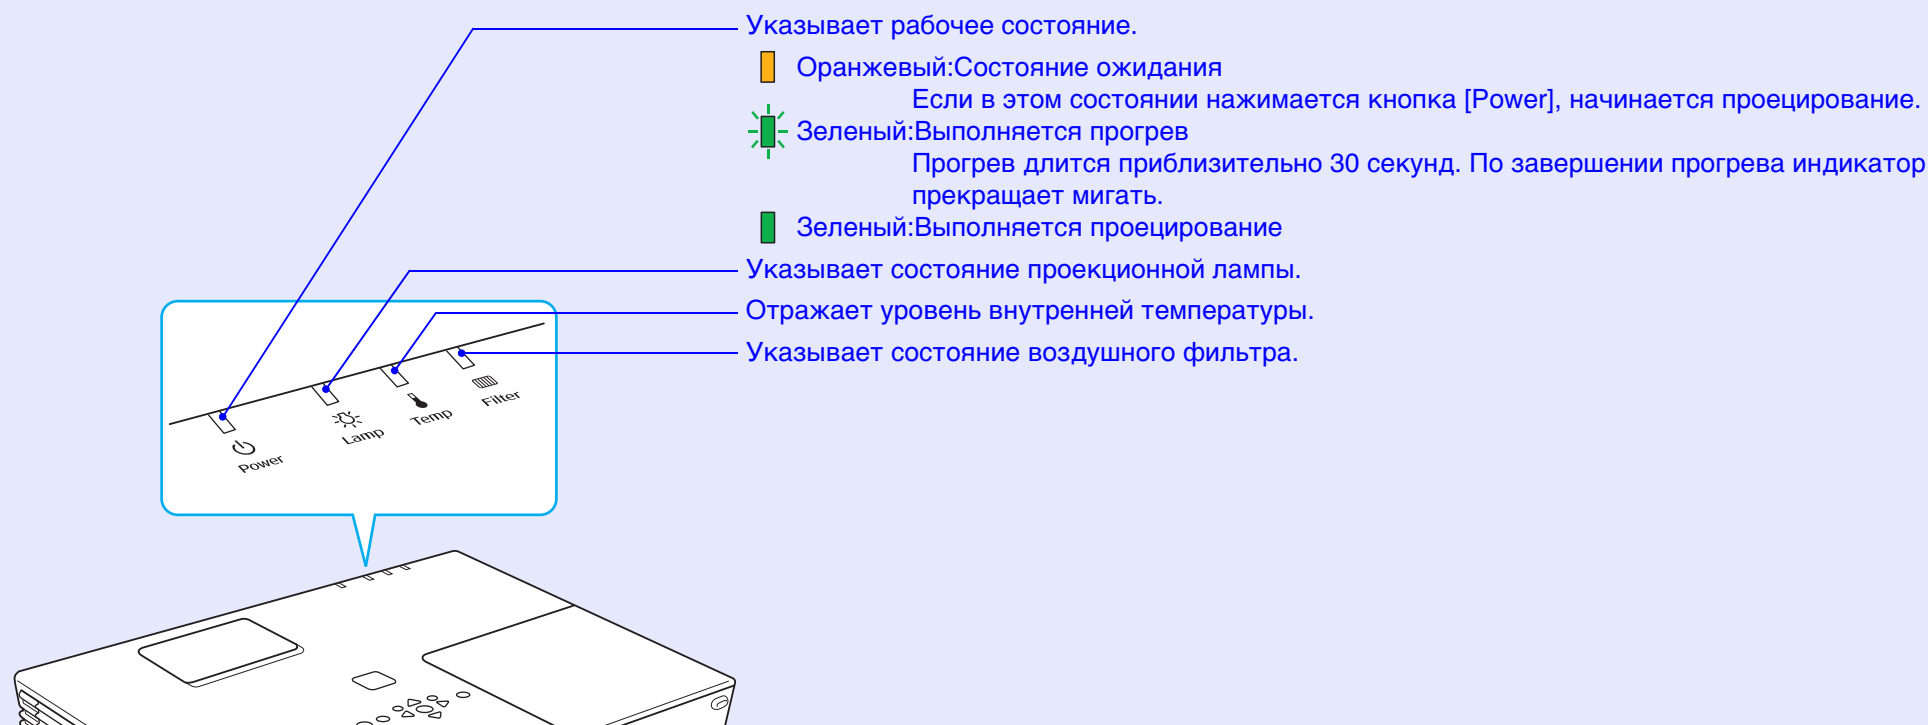 Указывает рабочее состояние.
Оранжевый:Состояние ожидания
Если в этом состоянии нажимается кнопка [Power], начинается проецирование.
Зеленый:Выполняется прогрев
Прогрев длится приблизительно 30 секунд. По завершении прогрева индикатор
прекращает мигать.
Зеленый:Выполняется проецирование
Указывает состояние проекционной лампы.
Отражает уровень внутренней температуры.
Указывает состояние воздушного фильтра.
Power
Lamp
Temp
Filter